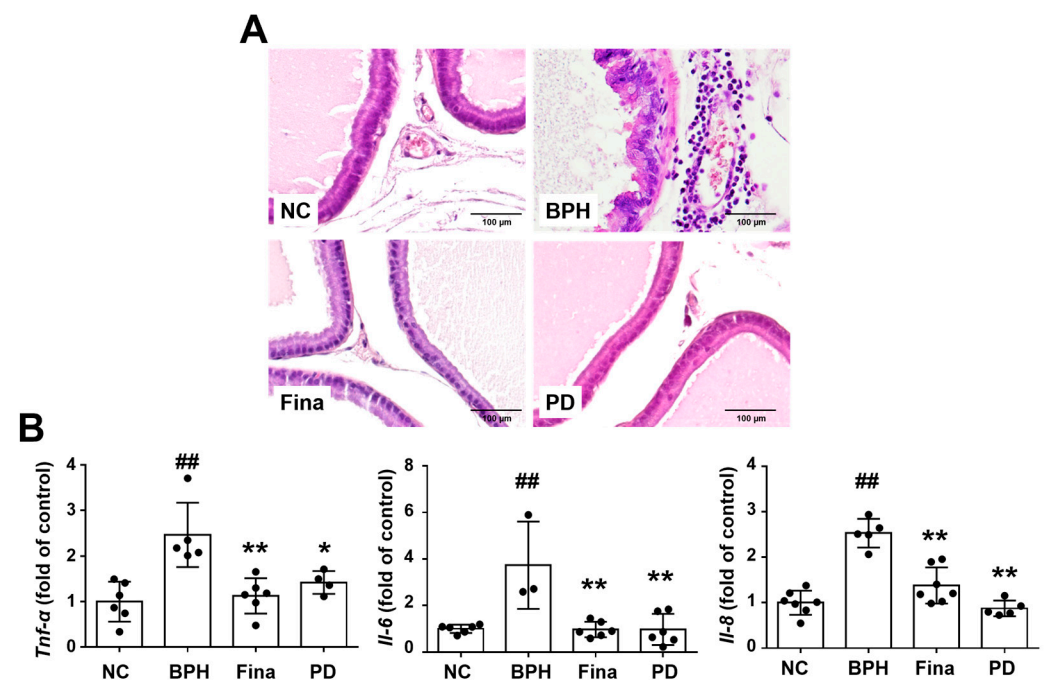 A
NC
100 µm
BPH
100 µm
Fina
100 µm
PD
100 µm
B
Tnf-α (fold of control)
4
3
2
1
0
##
**
*
NC BPH Fina PD
Il-6 (fold of control)
8
6
4
2
0
##
**
**
NC BPH Fina PD
Il-8 (fold of control)
4
3
2
1
0
##
**
**
NC BPH Fina PD